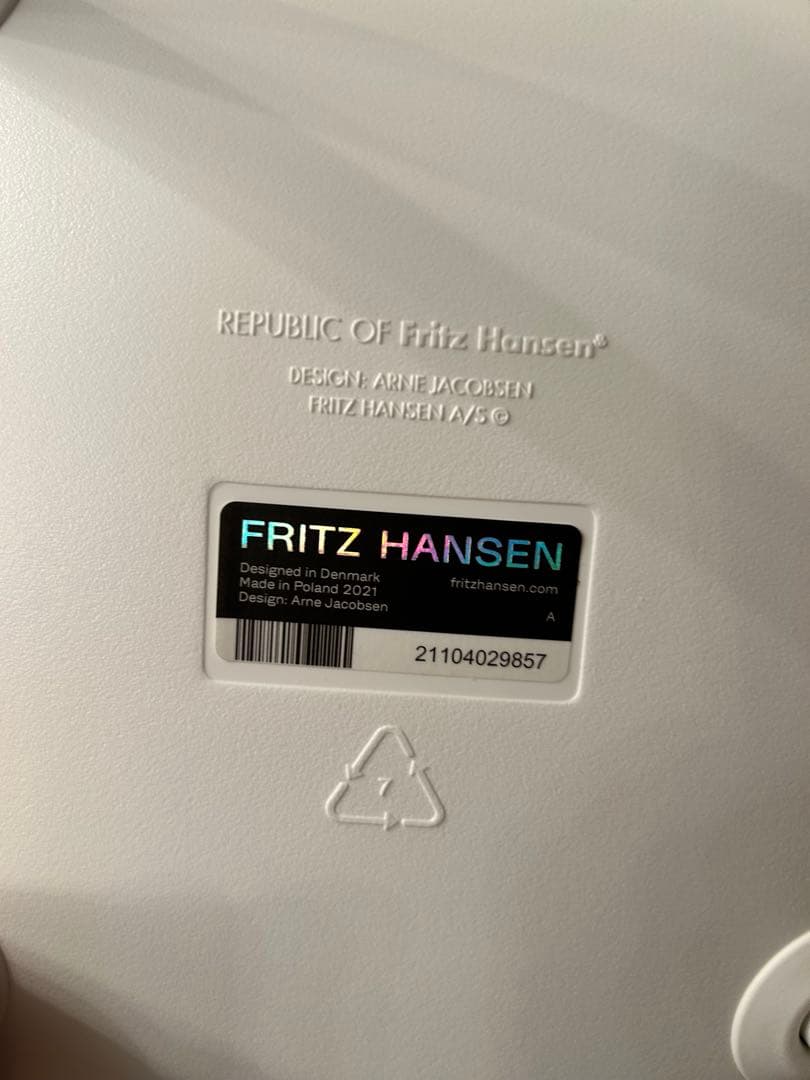 REPUBLIC OF Fritz Hansen®
DESIGN: ARNE JACOBSEN
FRITZ HANSEN A/S ©
FRITZ HANSEN
Designed in Denmark
Made in Poland 2021
Design: Arne Jacobsen
fritzhansen.com
A
21104029857
7